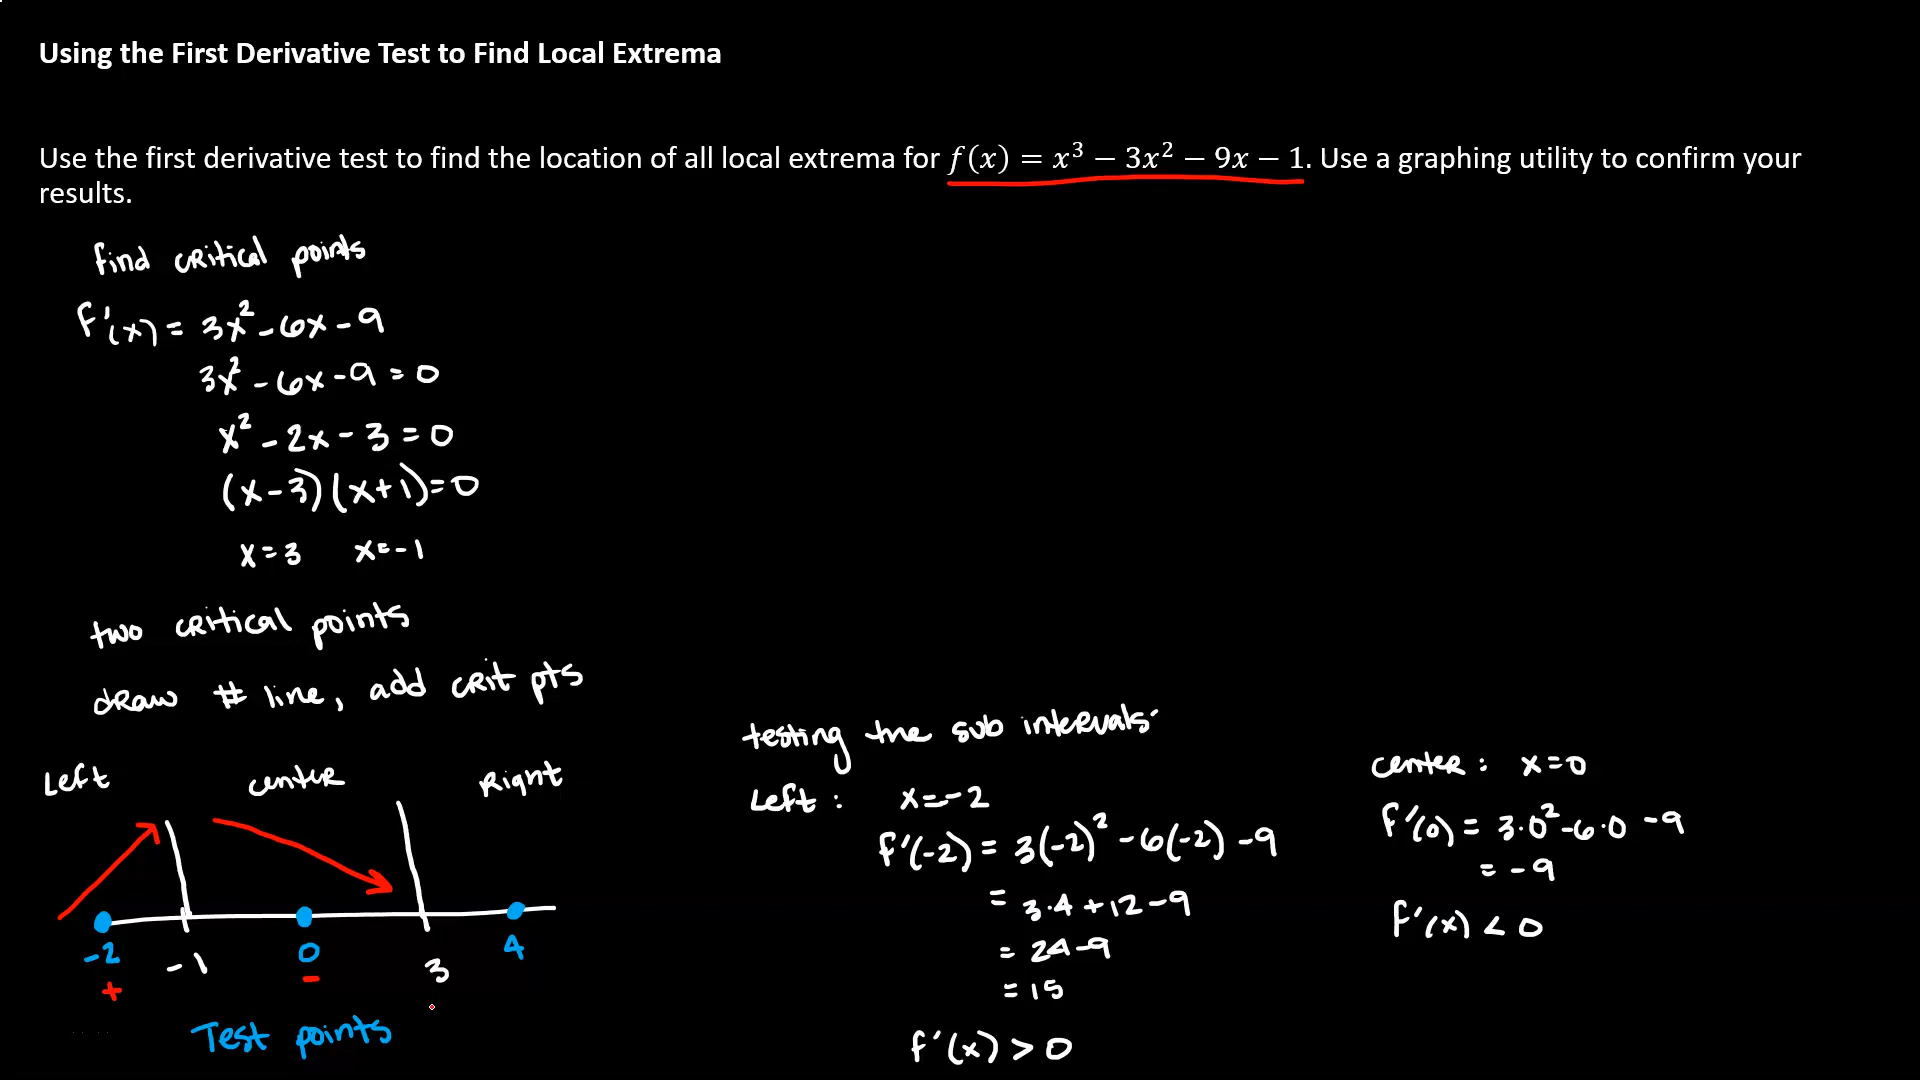 Using the First Derivative Test to Find Local Extrema
Use the first derivative test to find the location of all local extrema for f(x) = x³ − 3x² − 9x − 1. Use a graphing utility to confirm your
results.
find critical points
f'(x) = 3x² - 6x - 9
3x² - 6x - 9 = 0
x² - 2x - 3 = 0
(x - 3)(x + 1) = 0
x = 3 x = -1
two critical points
draw # line, add crit pts
Left center Right
-2 -1 0 3 4
+ -
Test points
testing the sub intervals
Left : x = -2
f'(-2) = 3(-2)² - 6(-2) - 9
= 3·4 + 12 - 9
= 24 - 9
= 15
f'(x) > 0
center : x = 0
f'(0) = 3·0² - 6·0 - 9
= -9
f'(x) < 0